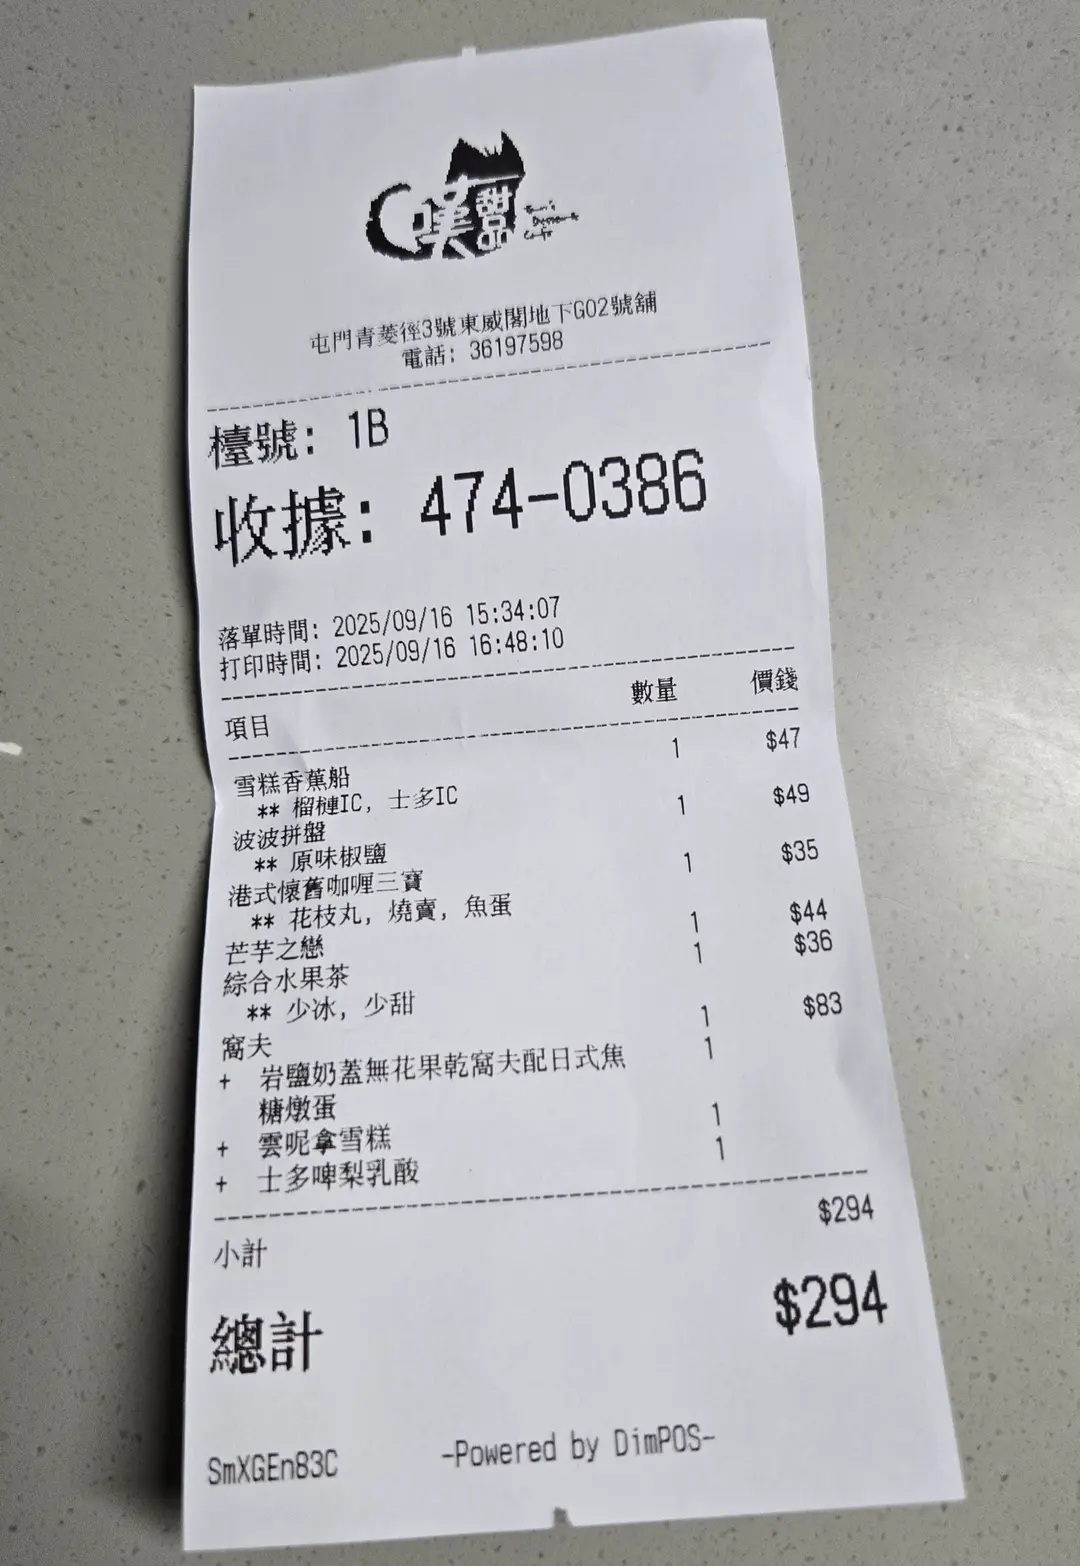 嘆甜品
屯門青菱徑3號東威閣地下G02號舖
電話: 36197598
檯號: 1B
收據: 474-0386
落單時間: 2025/09/16 15:34:07
打印時間: 2025/09/16 16:48:10
項目 數量 價錢
雪糕香蕉船 1 $47
** 榴槤IC, 士多IC
波波拼盤 1 $49
** 原味椒鹽
港式懷舊咖喱三寶 1 $35
** 花枝丸, 燒賣, 魚蛋
芒芋之戀 1 $44
綜合水果茶 1 $36
** 少冰, 少甜
窩夫 1 $83
+ 岩鹽奶蓋無花果乾窩夫配日式焦 1
糖燉蛋
+ 雲呢拿雪糕 1
+ 士多啤梨乳酸 1
小計 $294
總計 $294
SmXGEn83C -Powered by DimPOS-